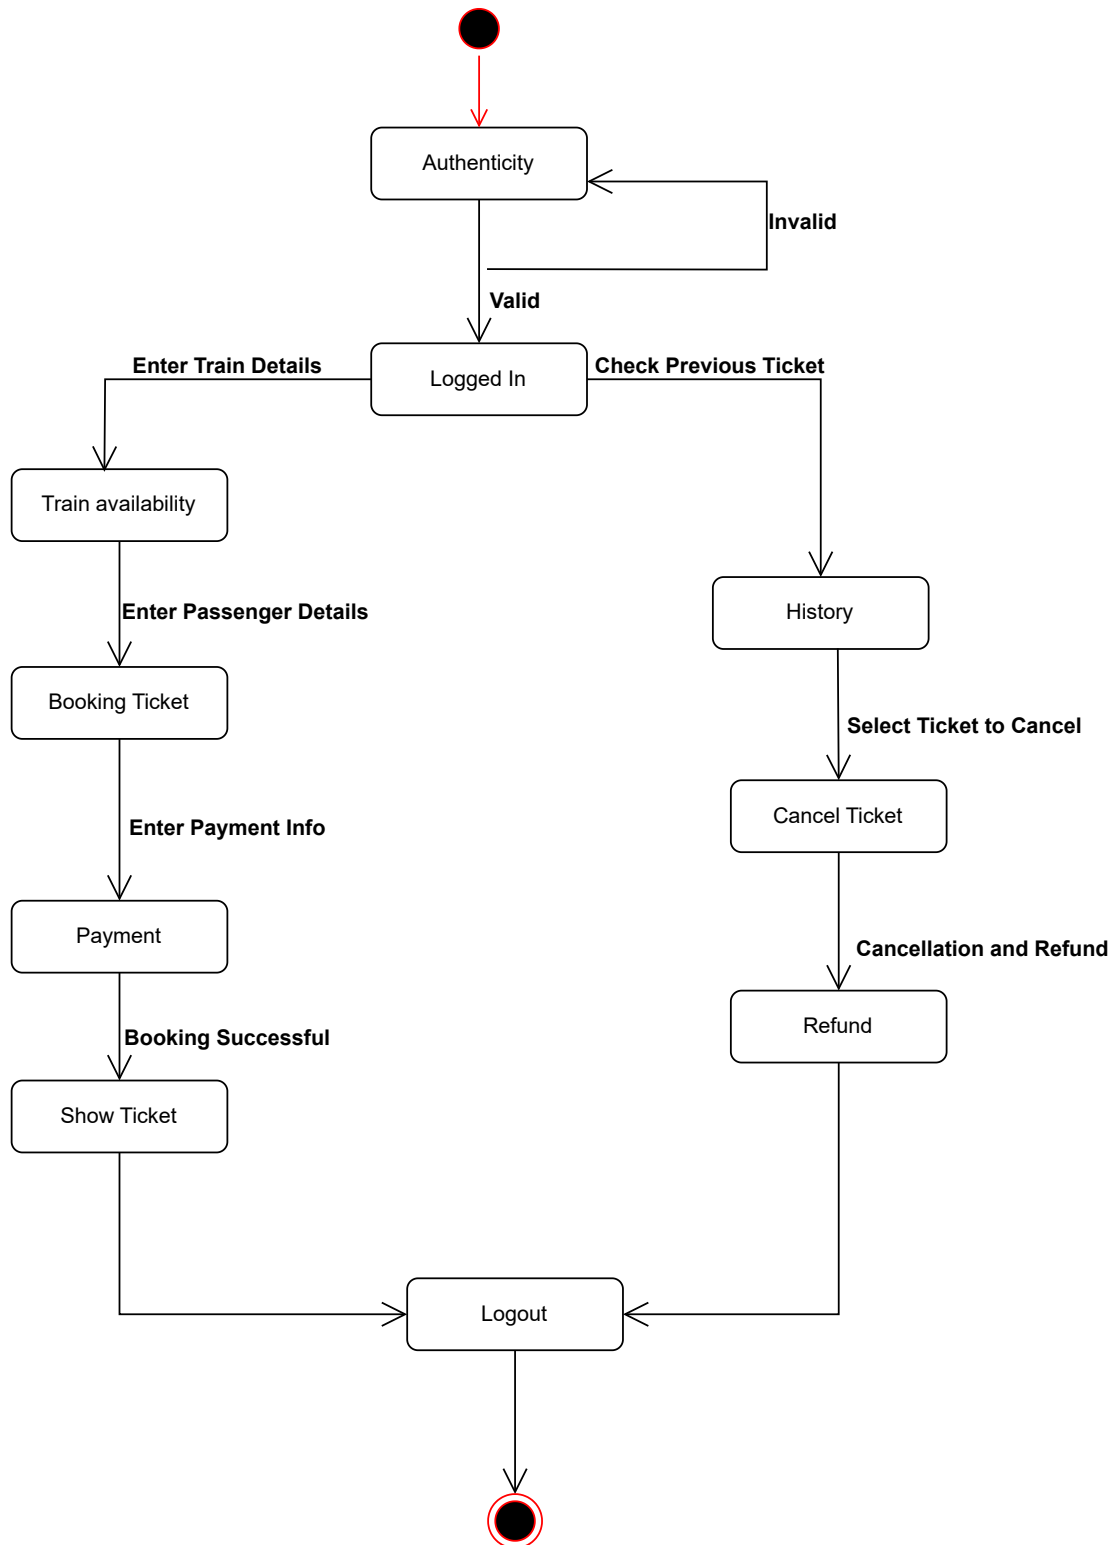 Authenticity
Invalid
Valid
Enter Train Details
Logged In
Check Previous Ticket
Train availability
Enter Passenger Details
History
Booking Ticket
Select Ticket to Cancel
Cancel Ticket
Enter Payment Info
Payment
Cancellation and Refund
Refund
Booking Successful
Show Ticket
Logout